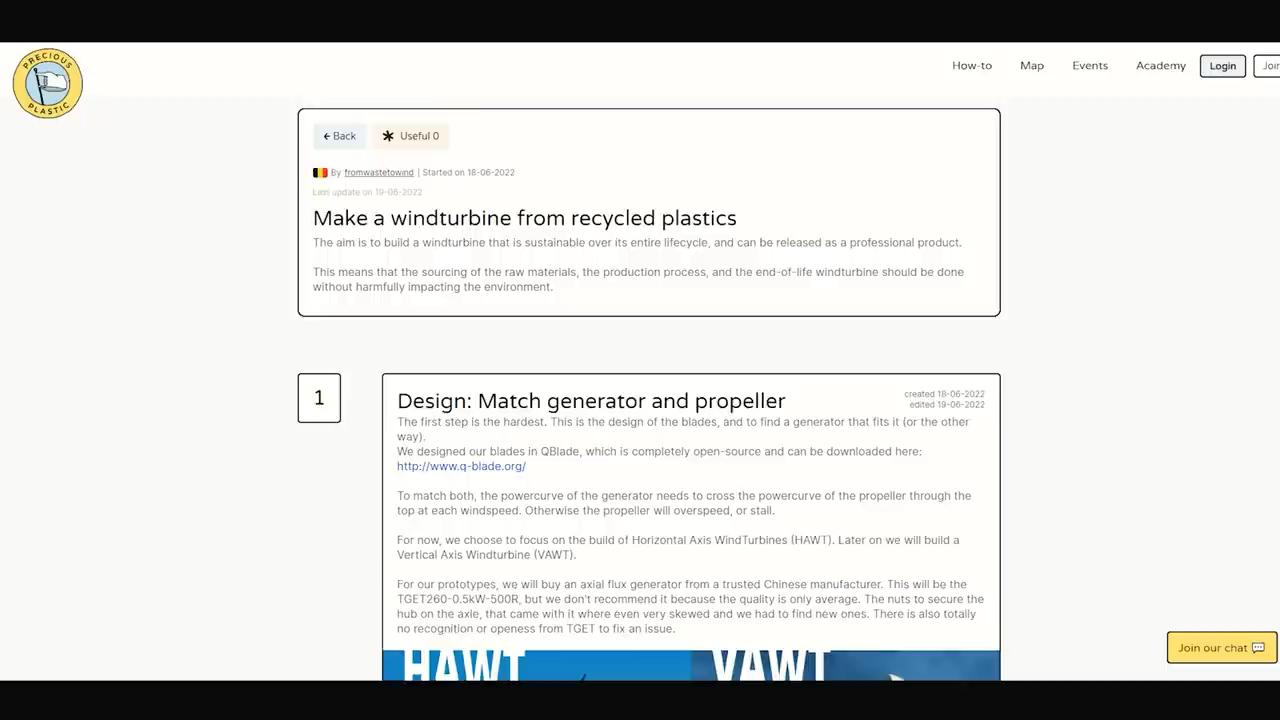 PRECIOUS
PLASTIC
How-to Map Events Academy Login Join
Back
Useful 0
By fromwastetowind | Started on 18-06-2022
Last update on 19-06-2022
Make a windturbine from recycled plastics
The aim is to build a windturbine that is sustainable over its entire lifecycle, and can be released as a professional product.
This means that the sourcing of the raw materials, the production process, and the end-of-life windturbine should be done
without harmfully impacting the environment.
1
Design: Match generator and propeller
created 18-06-2022
edited 19-06-2022
The first step is the hardest. This is the design of the blades, and to find a generator that fits it (or the other
way).
We designed our blades in QBlade, which is completely open-source and can be downloaded here:
http://www.q-blade.org/
To match both, the powercurve of the generator needs to cross the powercurve of the propeller through the
top at each windspeed. Otherwise the propeller will overspeed, or stall.
For now, we choose to focus on the build of Horizontal Axis WindTurbines (HAWT). Later on we will build a
Vertical Axis Windturbine (VAWT).
For our prototypes, we will buy an axial flux generator from a trusted Chinese manufacturer. This will be the
TGET260-0.5kW-500R, but we don't recommend it because the quality is only average. The nuts to secure the
hub on the axle, that came with it where even very skewed and we had to find new ones. There is also totally
no recognition or openess from TGET to fix an issue.
HAWT VAWT
Join our chat